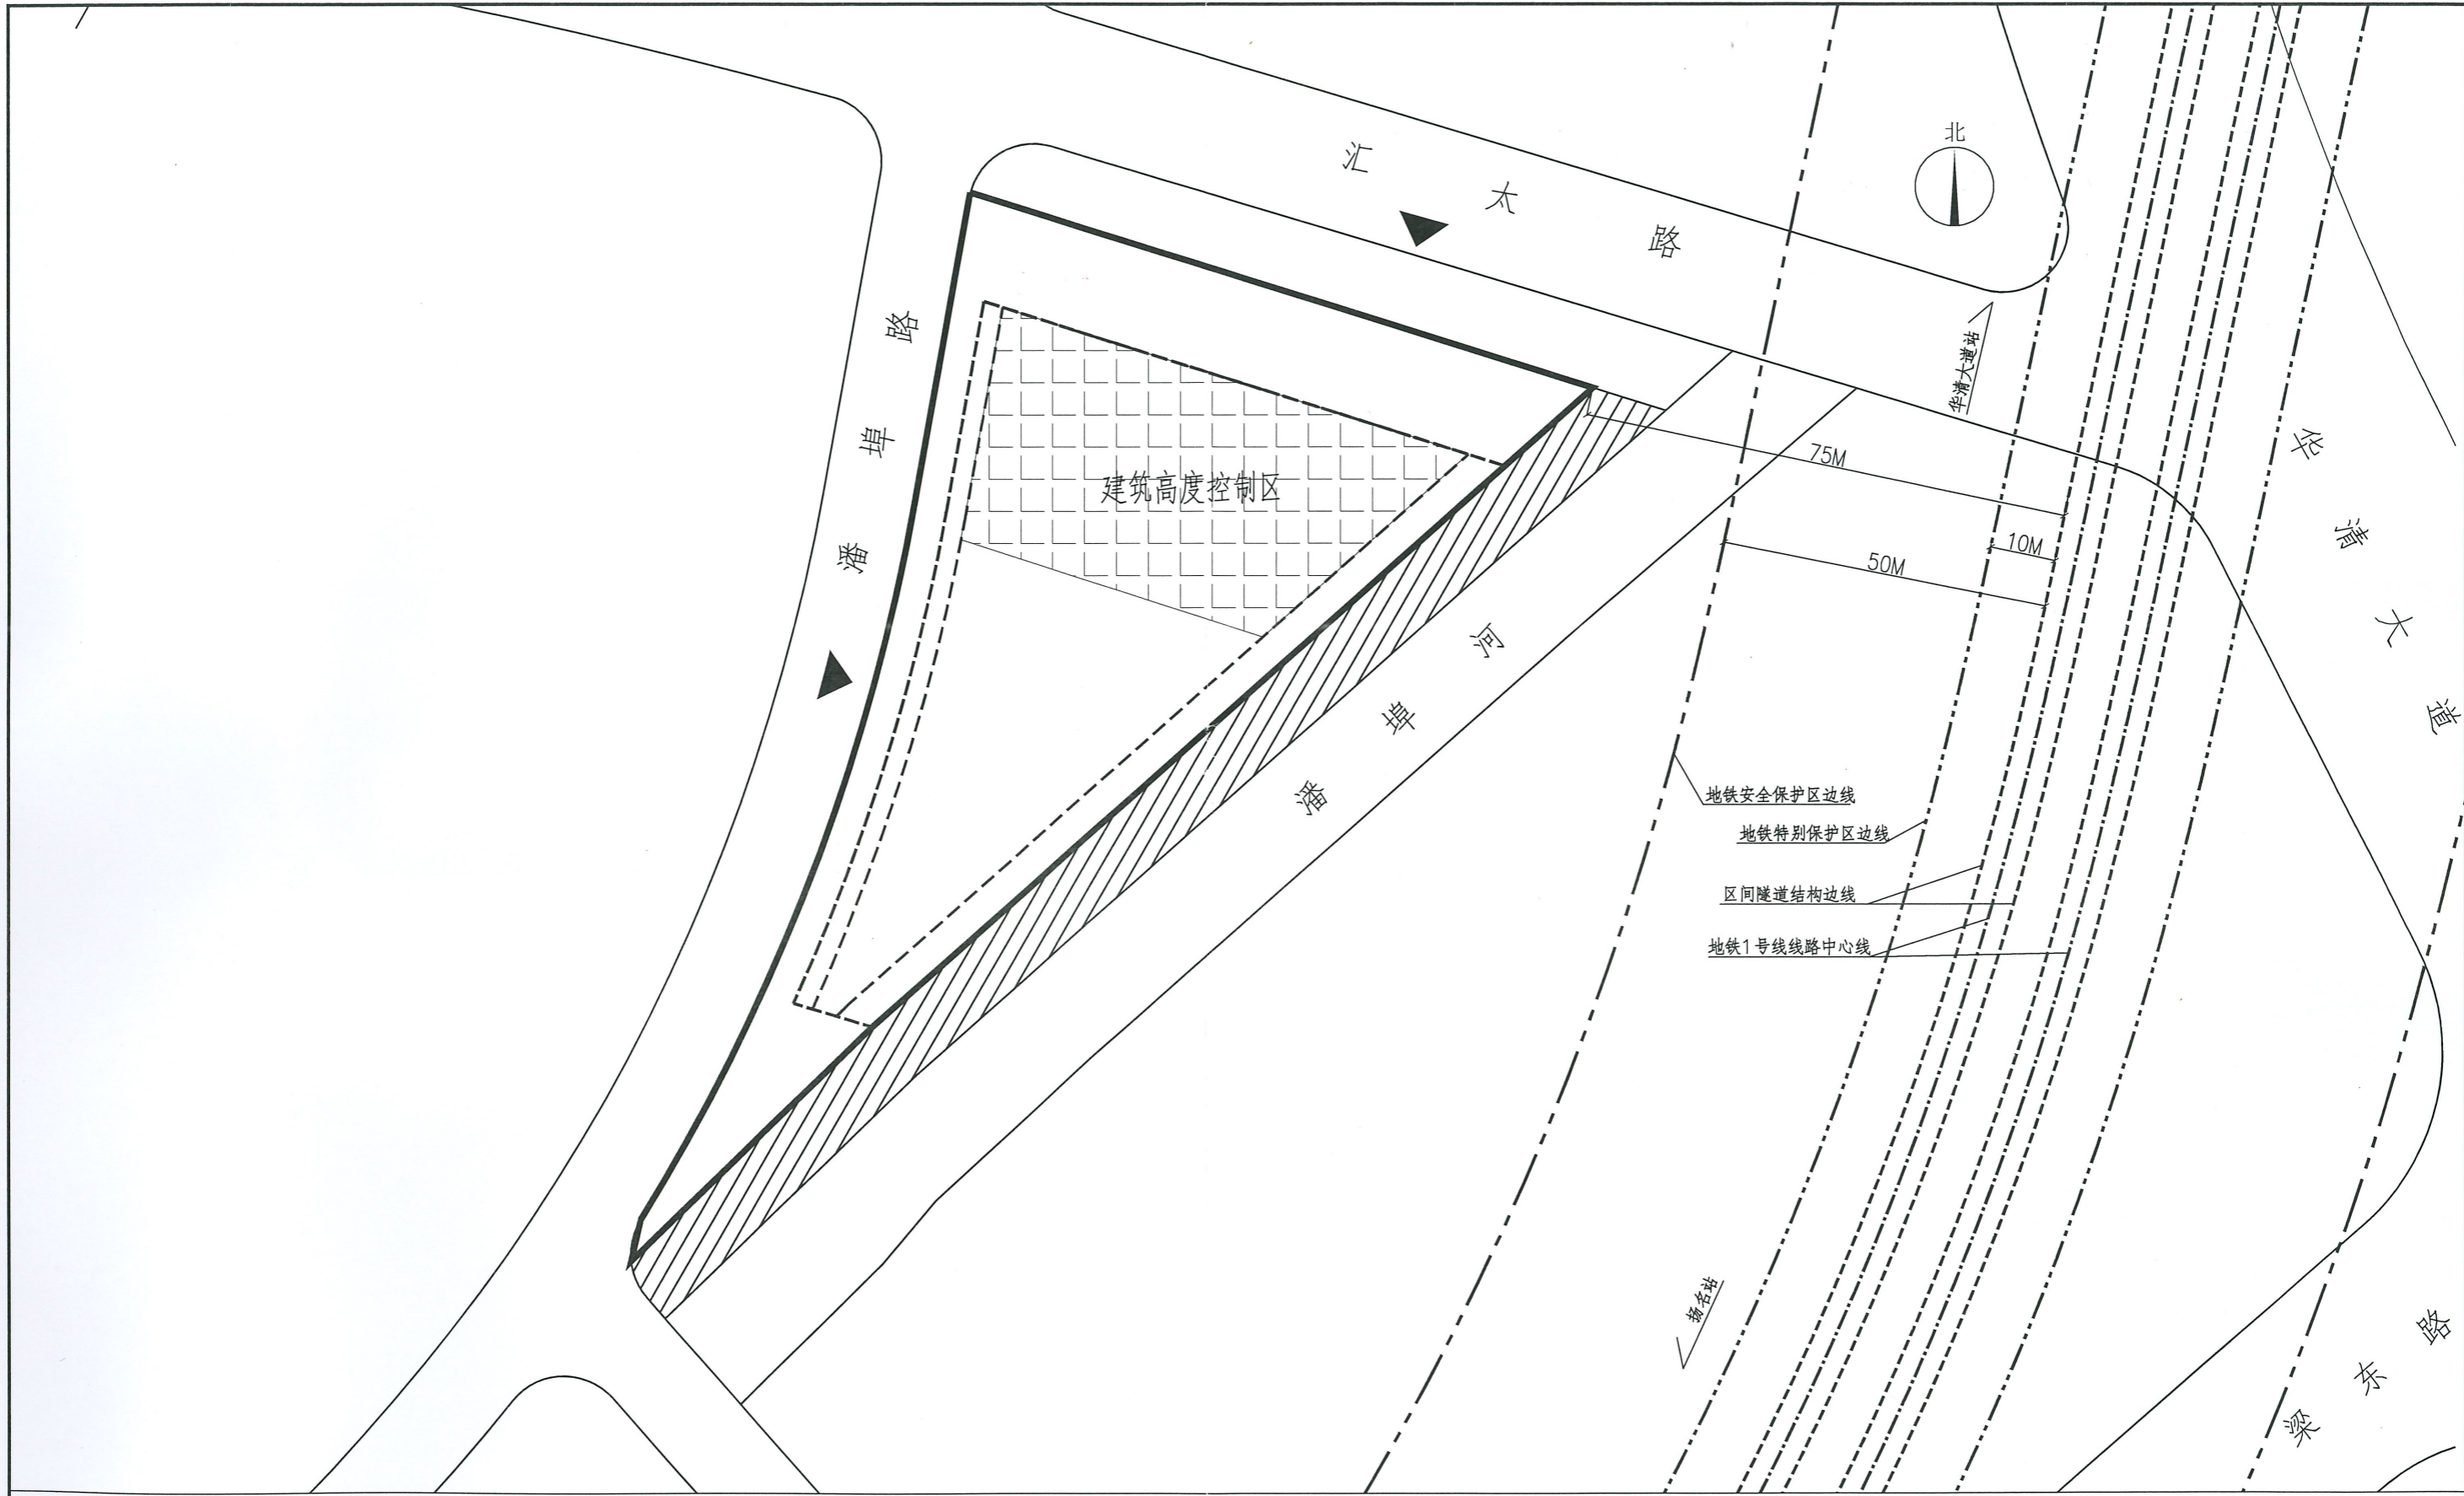 北
汇太路
华清大道站
潘埠路
建筑高度控制区
75M
10M
50M
华清大道
潘埠河
地铁安全保护区边线
地铁特别保护区边线
区间隧道结构边线
地铁1号线线路中心线
扬名站
梁东路